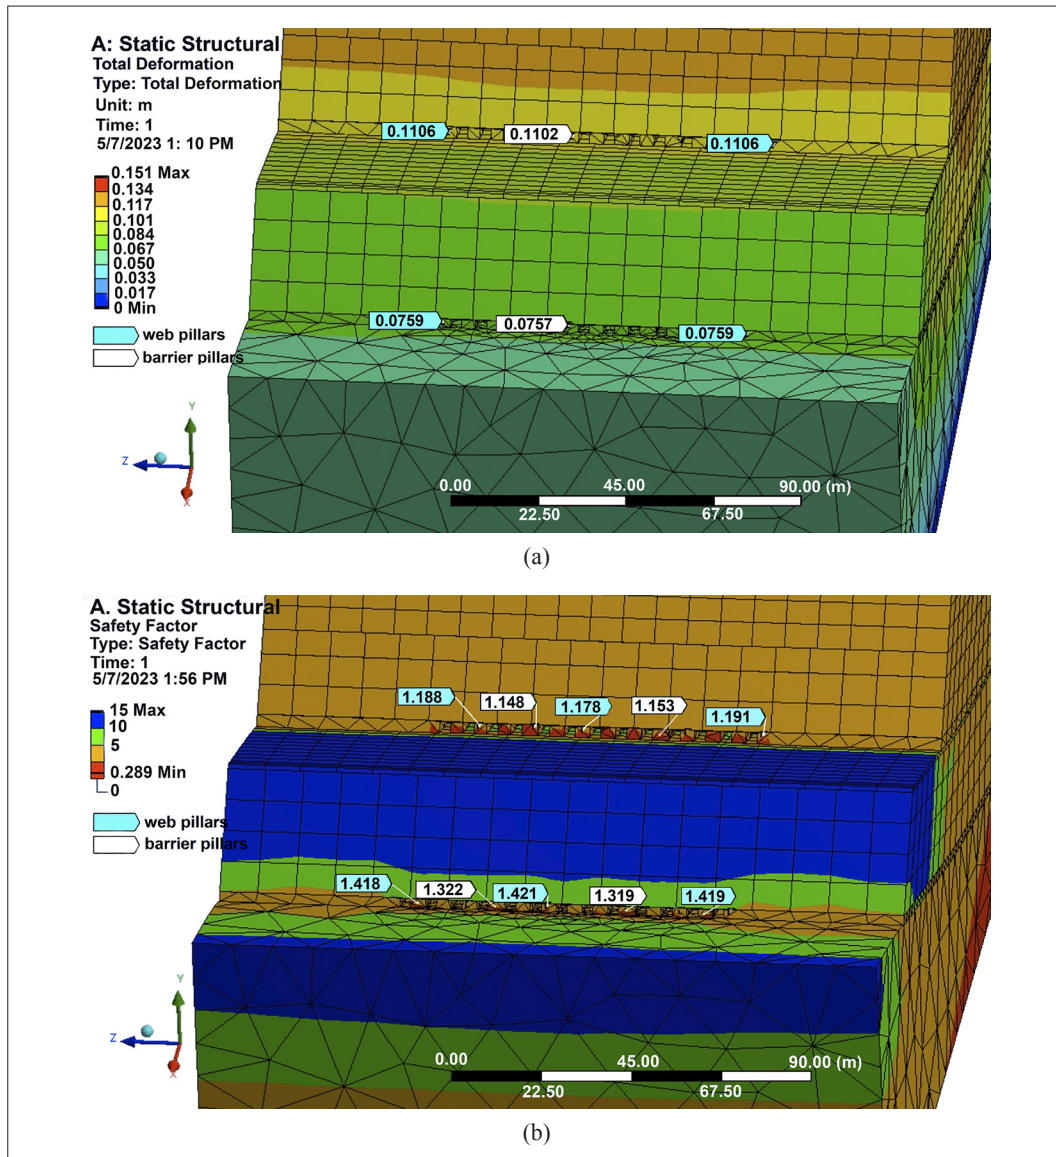 A: Static Structural
Total Deformation
Type: Total Deformation
Unit: m
Time: 1
5/7/2023 1: 10 PM
0.151 Max
0.134
0.117
0.101
0.084
0.067
0.050
0.033
0.017
0 Min
web pillars
barrier pillars
0.1106
0.1102
0.1106
0.0759
0.0757
0.0759
Y
Z
X
0.00 45.00 90.00 (m)
22.50 67.50
(a)
A. Static Structural
Safety Factor
Type: Safety Factor
Time: 1
5/7/2023 1:56 PM
15 Max
10
5
0.289 Min
0
web pillars
barrier pillars
1.188
1.148
1.178
1.153
1.191
1.418
1.322
1.421
1.319
1.419
Y
Z
X
0.00 45.00 90.00 (m)
22.50 67.50
(b)